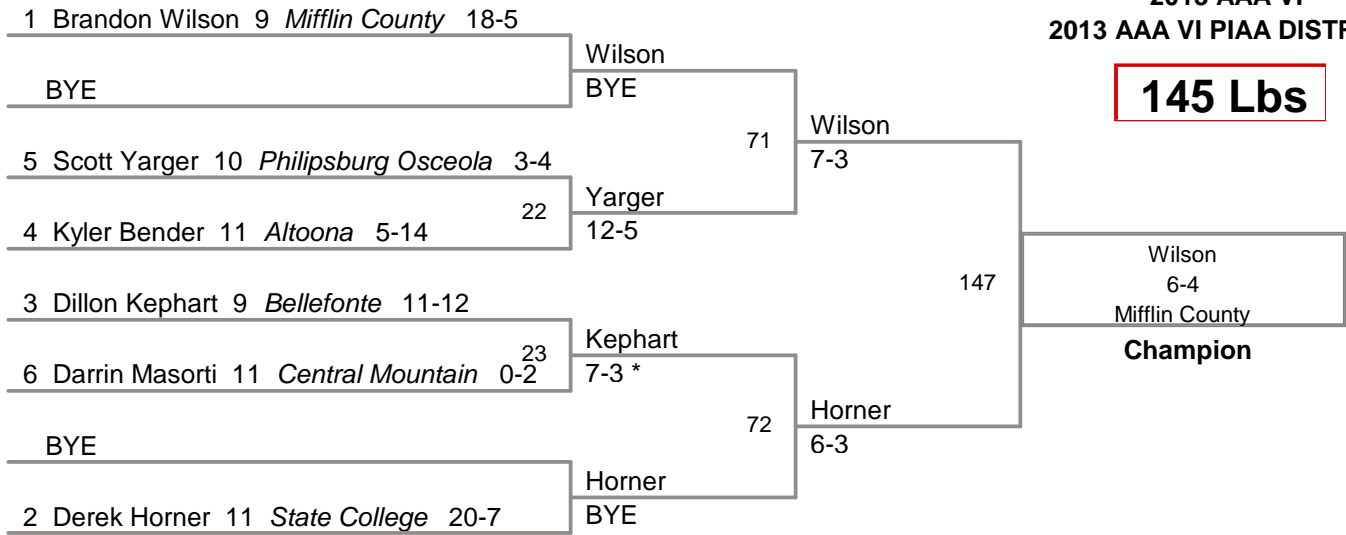 2013 AAA VI
2013 AAA VI PIAA
145 Lbs
1 Brandon Wilson 9 Mifflin County 18-5
BYE
5 Scott Yarger 10 Philipsburg Osceola 3-4
4 Kyler Bender 11 Altoona 5-14
3 Dillon Kephart 9 Bellefonte 11-12
6 Darrin Masorti 11 Central Mountain 0-2
BYE
2 Derek Horner 11 State College 20-7
22
23
Wilson
BYE
Yarger
12-5
Kephart
7-3 *
Horner
BYE
71
72
Wilson
7-3
Horner
6-3
147
Wilson
6-4
Mifflin County
Champion